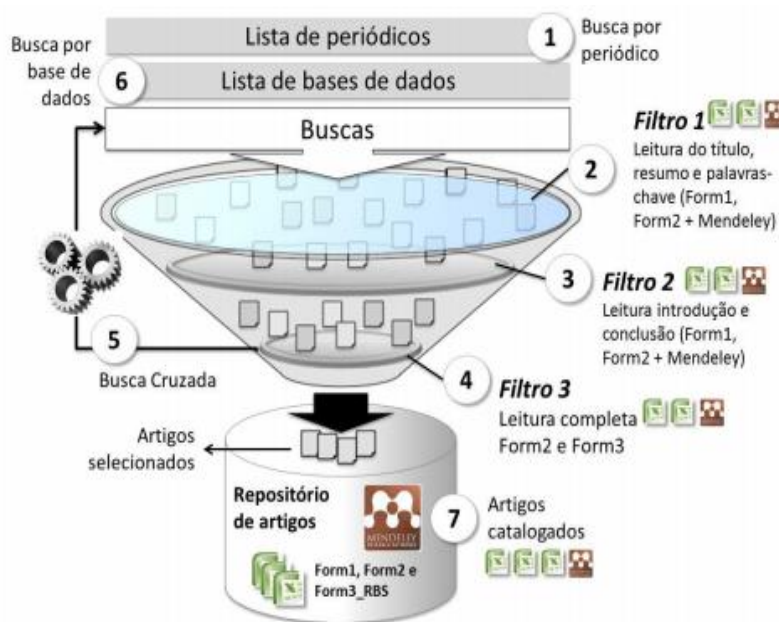 Lista de periódicos
1
Busca por
periódico
Busca por
base de
dados
6
Lista de bases de dados
Buscas
Filtro 1
2
Leitura do título,
resumo e palavras-
chave (Form1,
Form2 + Mendeley)
3
Filtro 2
Leitura introdução e
conclusão (Form1,
Form2 + Mendeley)
5
Busca Cruzada
4
Filtro 3
Leitura completa
Form2 e Form3
Artigos
selecionados
Repositório
de artigos
MENDELEY
7
Artigos
catalogados
Form1, Form2 e
Form3_RBS